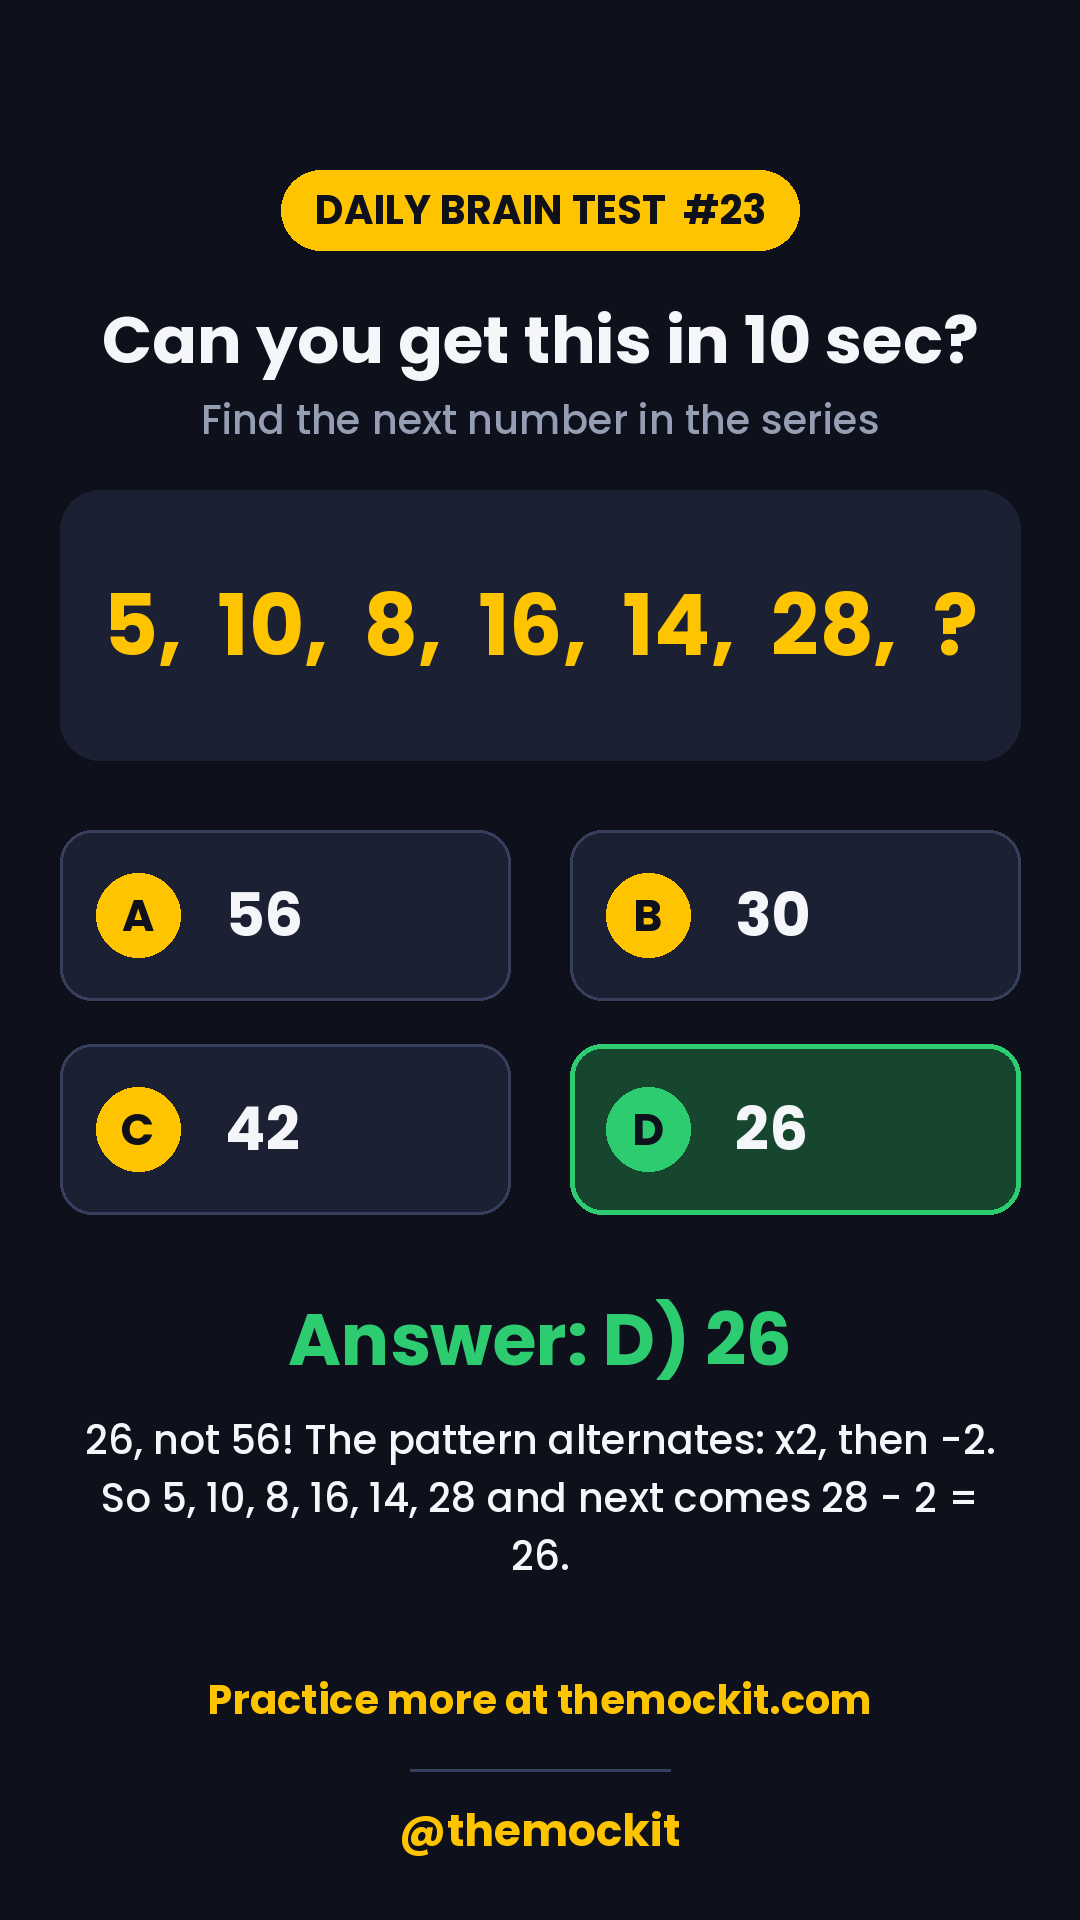 DAILY BRAIN TEST #23
Can you get this in 10 sec?
Find the next number in the series
5, 10, 8, 16, 14, 28, ?
A 56
B 30
C 42
D 26
Answer: D) 26
26, not 56! The pattern alternates: x2, then -2.
So 5, 10, 8, 16, 14, 28 and next comes 28 - 2 =
26.
Practice more at themockit.com
@themockit